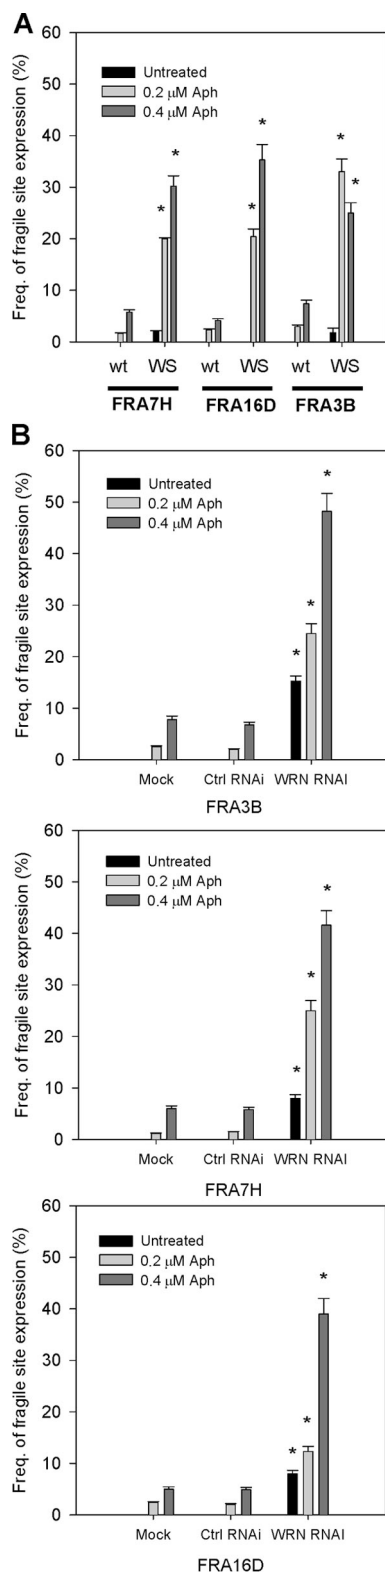 A
Freq. of fragile site expression (%)
60
50
40
30
20
10
0
Untreated
0.2 μM Aph
0.4 μM Aph
* * * * * *
wt WS wt WS wt WS
FRA7H FRA16D FRA3B
B
Freq. of fragile site expression (%)
60
50
40
30
20
10
0
Untreated
0.2 μM Aph
0.4 μM Aph
* * *
Mock Ctrl RNAi WRN RNAI
FRA3B
Freq. of fragile site expression (%)
60
50
40
30
20
10
0
Untreated
0.2 μM Aph
0.4 μM Aph
* * *
Mock Ctrl RNAi WRN RNAI
FRA7H
Freq. of fragile site expression (%)
60
50
40
30
20
10
0
Untreated
0.2 μM Aph
0.4 μM Aph
* * *
Mock Ctrl RNAi WRN RNAI
FRA16D